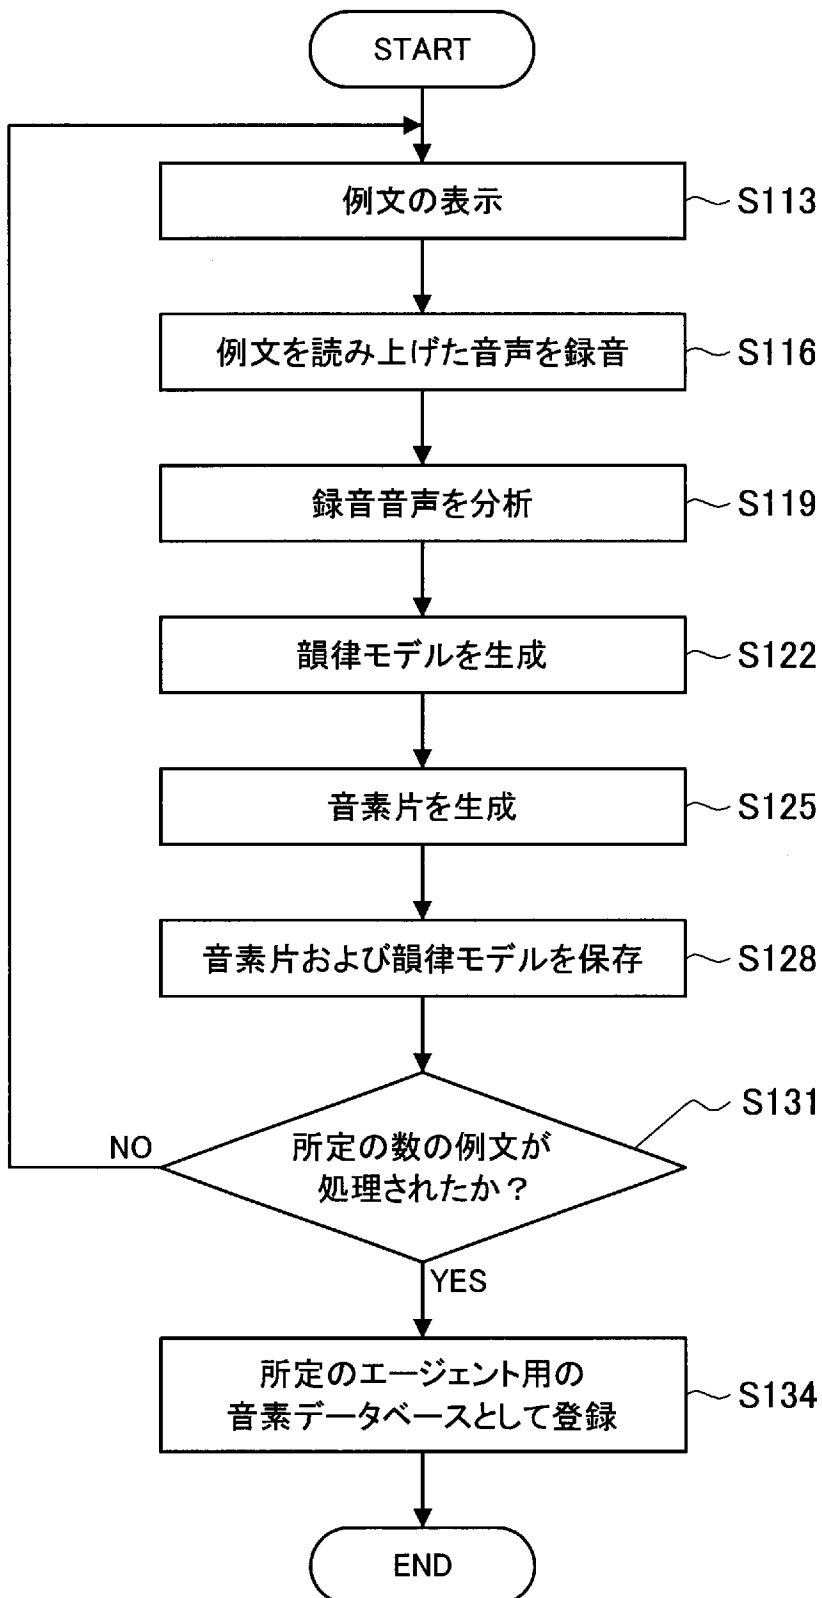 START
例文の表示
S113
例文を読み上げた音声を録音
S116
録音音声を分析
S119
韻律モデルを生成
S122
音素片を生成
S125
音素片および韻律モデルを保存
S128
S131
NO
所定の数の例文が
処理されたか？
YES
所定のエージェント用の
音素データベースとして登録
S134
END